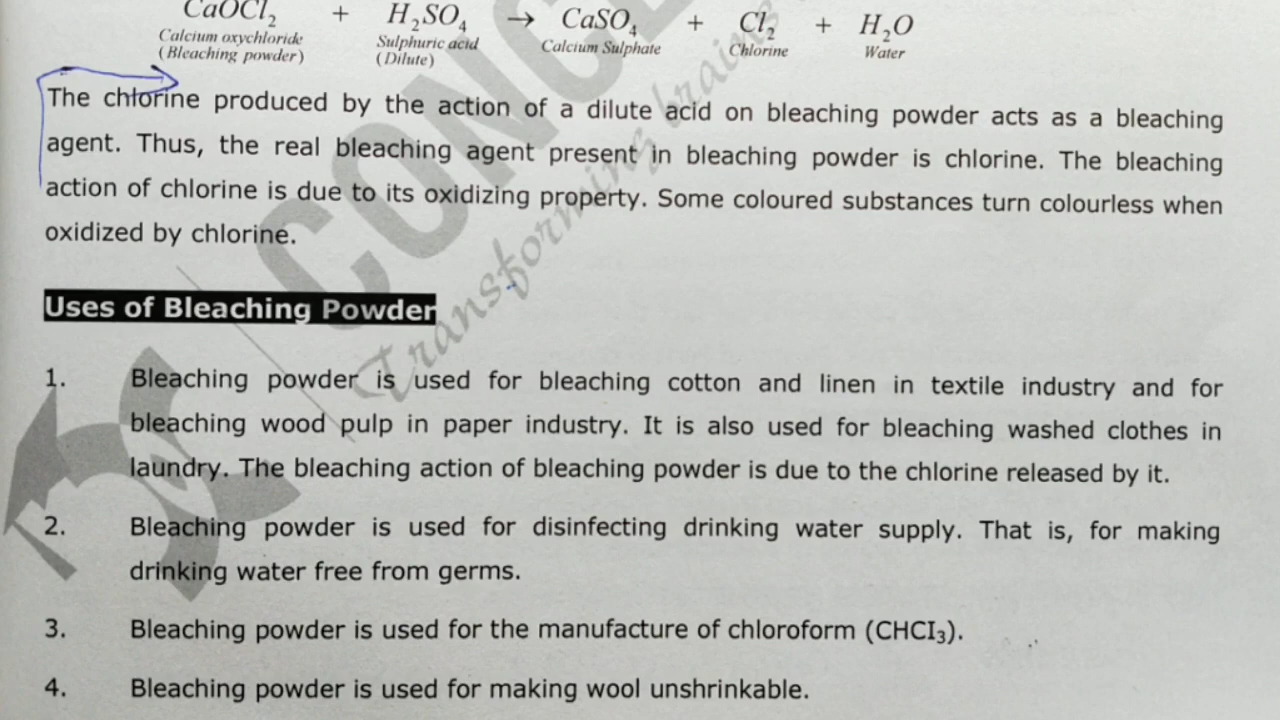 CaOCl₂ + H₂SO₄ → CaSO₄ + Cl₂ + H₂O
Calcium oxychloride Sulphuric acid Calcium Sulphate Chlorine Water
(Bleaching powder) (Dilute)
The chlorine produced by the action of a dilute acid on bleaching powder acts as a bleaching
agent. Thus, the real bleaching agent present in bleaching powder is chlorine. The bleaching
action of chlorine is due to its oxidizing property. Some coloured substances turn colourless when
oxidized by chlorine.
Uses of Bleaching Powder
1. Bleaching powder is used for bleaching cotton and linen in textile industry and for
bleaching wood pulp in paper industry. It is also used for bleaching washed clothes in
laundry. The bleaching action of bleaching powder is due to the chlorine released by it.
2. Bleaching powder is used for disinfecting drinking water supply. That is, for making
drinking water free from germs.
3. Bleaching powder is used for the manufacture of chloroform (CHCI₃).
4. Bleaching powder is used for making wool unshrinkable.
CONCE
Transforming brains